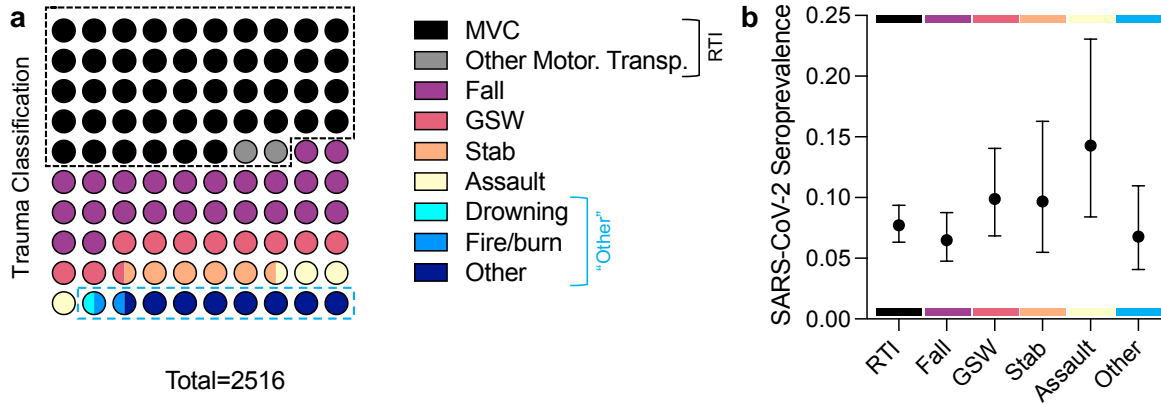 a
Trauma Classification
MVC
Other Motor. Transp.
RTI
Fall
GSW
Stab
Assault
Drowning
Fire/burn
Other
“Other”
Total=2516
b
SARS-CoV-2 Seroprevalence
0.25
0.20
0.15
0.10
0.05
0.00
RTI
Fall
GSW
Stab
Assault
Other